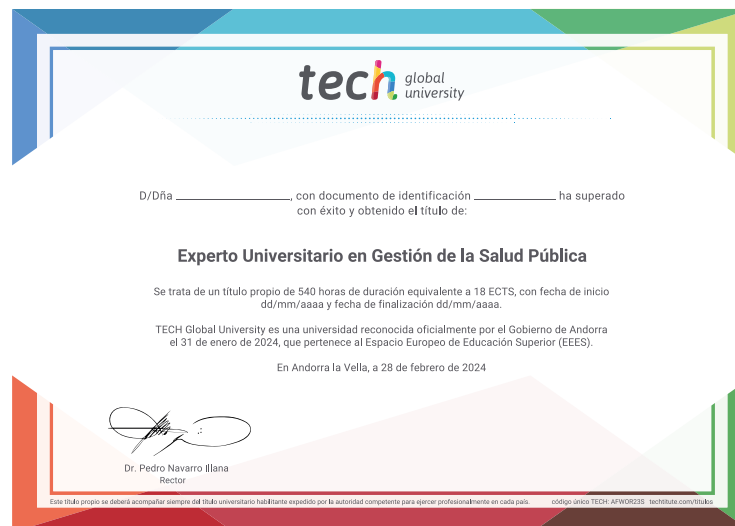 tech global university
D/Dña ____________________, con documento de identificación ______________ ha superado
con éxito y obtenido el título de:
Experto Universitario en Gestión de la Salud Pública
Se trata de un título propio de 540 horas de duración equivalente a 18 ECTS, con fecha de inicio
dd/mm/aaaa y fecha de finalización dd/mm/aaaa.
TECH Global University es una universidad reconocida oficialmente por el Gobierno de Andorra
el 31 de enero de 2024, que pertenece al Espacio Europeo de Educación Superior (EEES).
En Andorra la Vella, a 28 de febrero de 2024
Dr. Pedro Navarro Illana
Rector
Este título propio se deberá acompañar siempre del título universitario habilitante expedido por la autoridad competente para ejercer profesionalmente en cada país. código único TECH: AFWOR23S techtitute.com/titulos